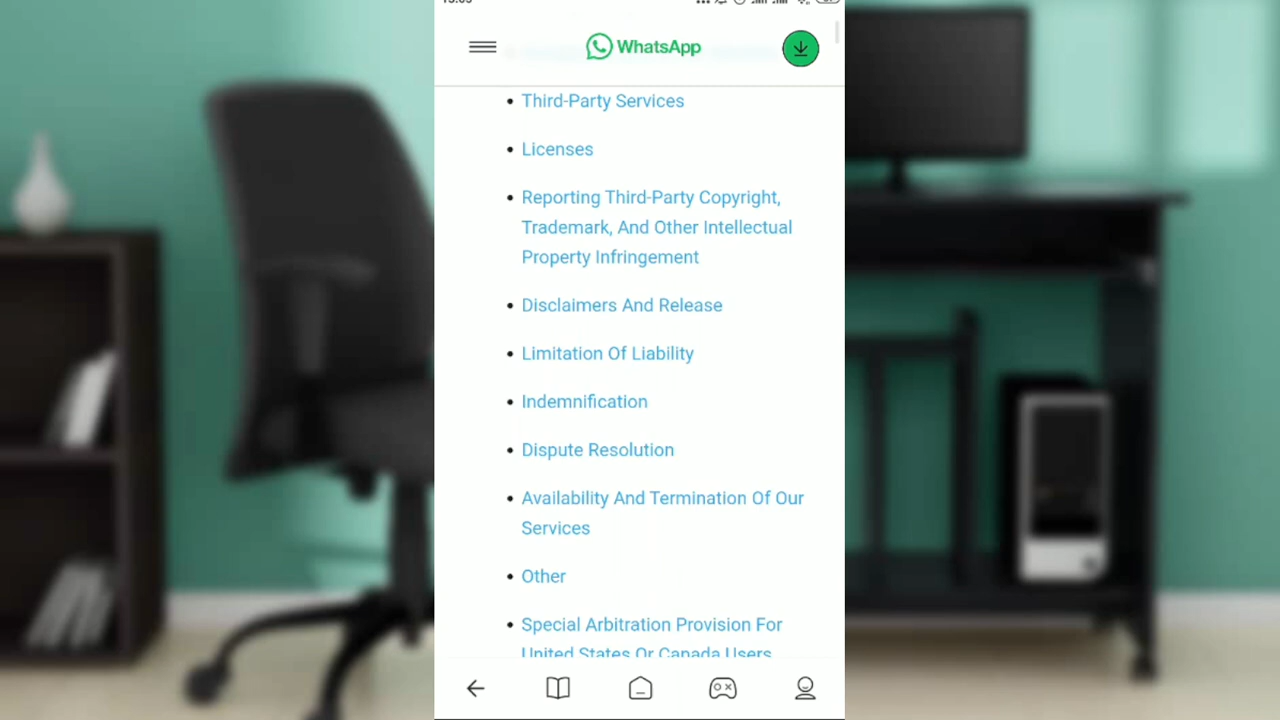 WhatsApp
Third-Party Services
Licenses
Reporting Third-Party Copyright,
Trademark, And Other Intellectual
Property Infringement
Disclaimers And Release
Limitation Of Liability
Indemnification
Dispute Resolution
Availability And Termination Of Our
Services
Other
Special Arbitration Provision For
United States Or Canada Users